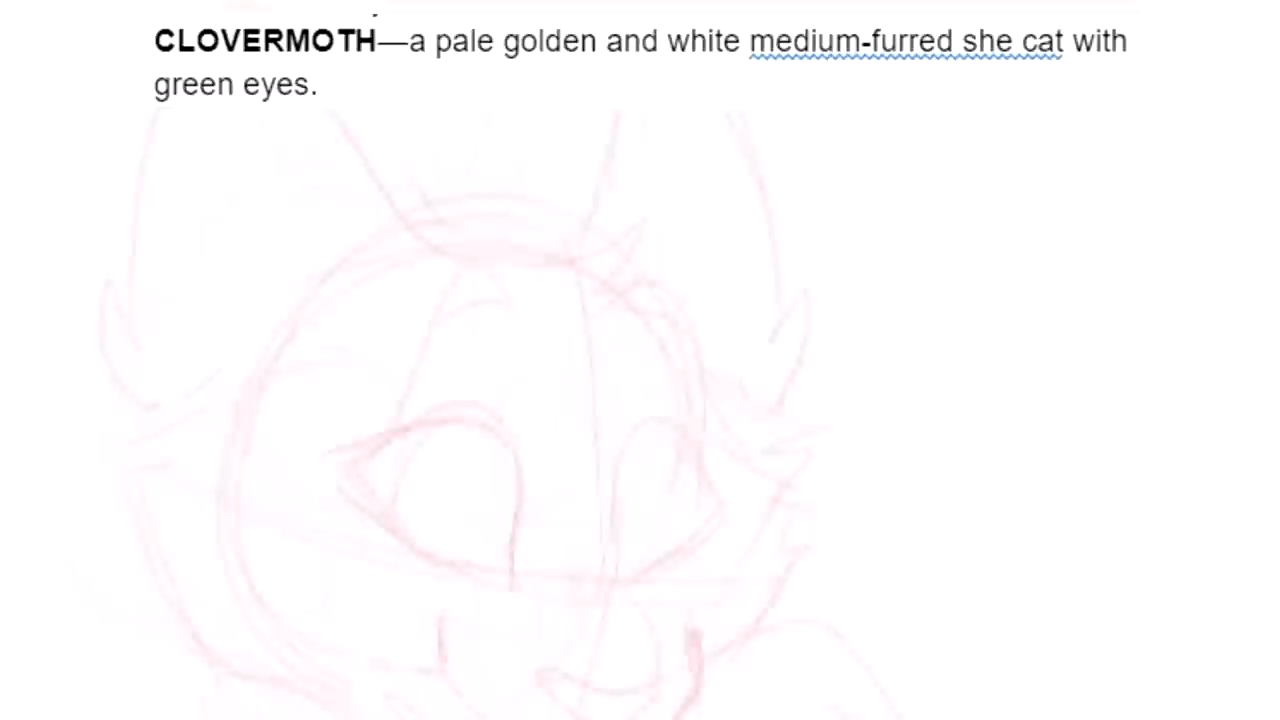 CLOVERMOTH—a pale golden and white medium-furred she cat with
green eyes.